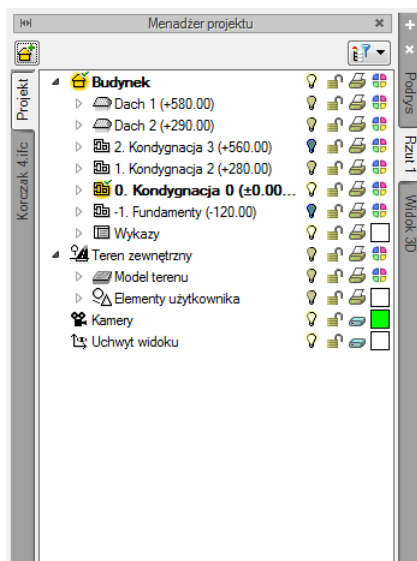 Menadżer projektu
Projekt
Korczak 4.ifc
Budynek
Dach 1 (+580.00)
Dach 2 (+290.00)
2. Kondygnacja 3 (+560.00)
1. Kondygnacja 2 (+280.00)
0. Kondygnacja 0 (±0.00...
-1. Fundamenty (-120.00)
Wykazy
Teren zewnętrzny
Model terenu
Elementy użytkownika
Kamery
Uchwyt widoku
Podrys
Rzut 1
Widok 3D